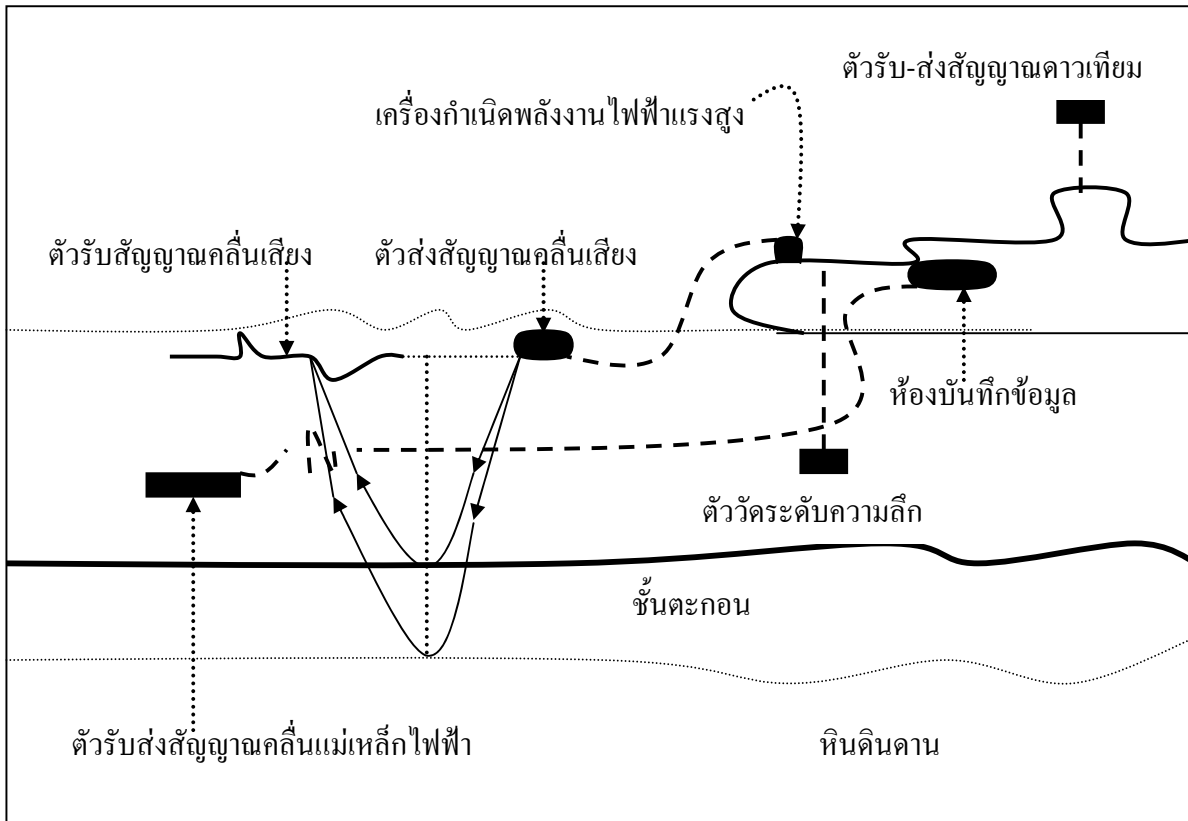 ตัวรับ-ส่งสัญญาณดาวเทียม
เครื่องกำเนิดพลังงานไฟฟ้าแรงสูง
ตัวรับสัญญาณคลื่นเสียง
ตัวส่งสัญญาณคลื่นเสียง
ห้องบันทึกข้อมูล
ตัววัดระดับความลึก
ชั้นตะกอน
ตัวรับส่งสัญญาณคลื่นแม่เหล็กไฟฟ้า
หินดินดาน